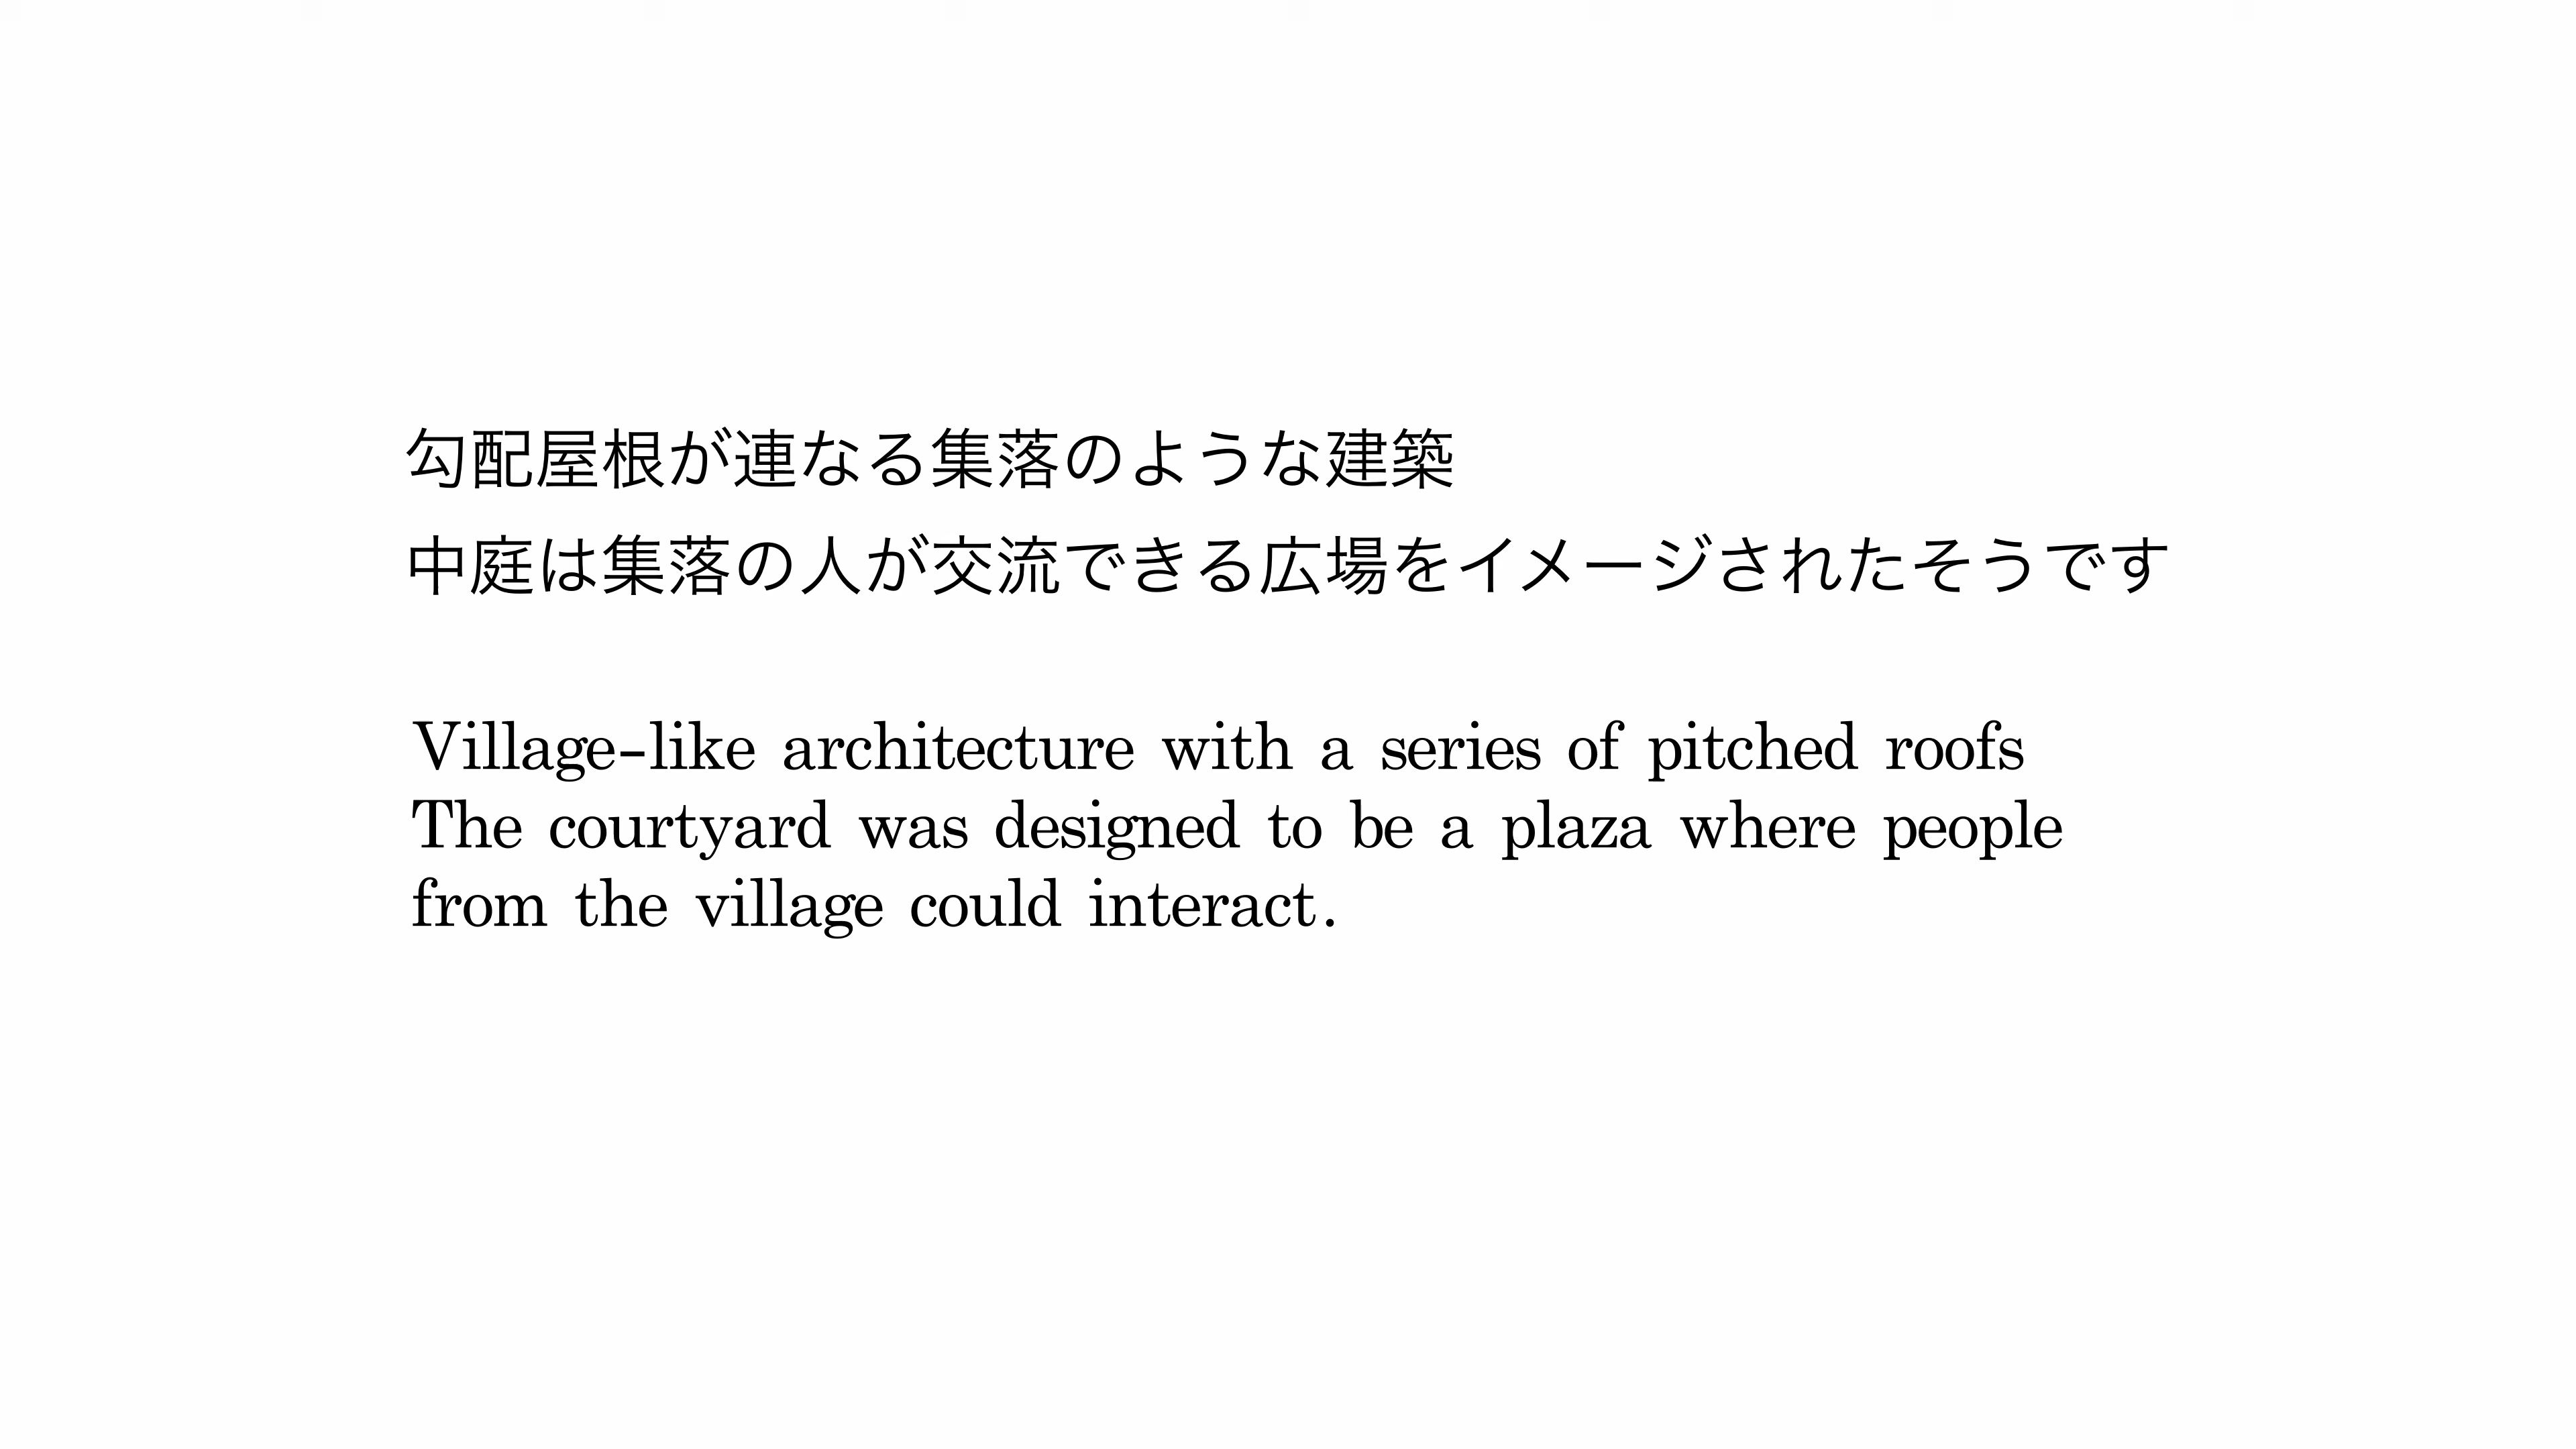 勾配屋根が連なる集落のような建築
中庭は集落の人が交流できる広場をイメージされたそうです
Village-like architecture with a series of pitched roofs
The courtyard was designed to be a plaza where people
from the village could interact.